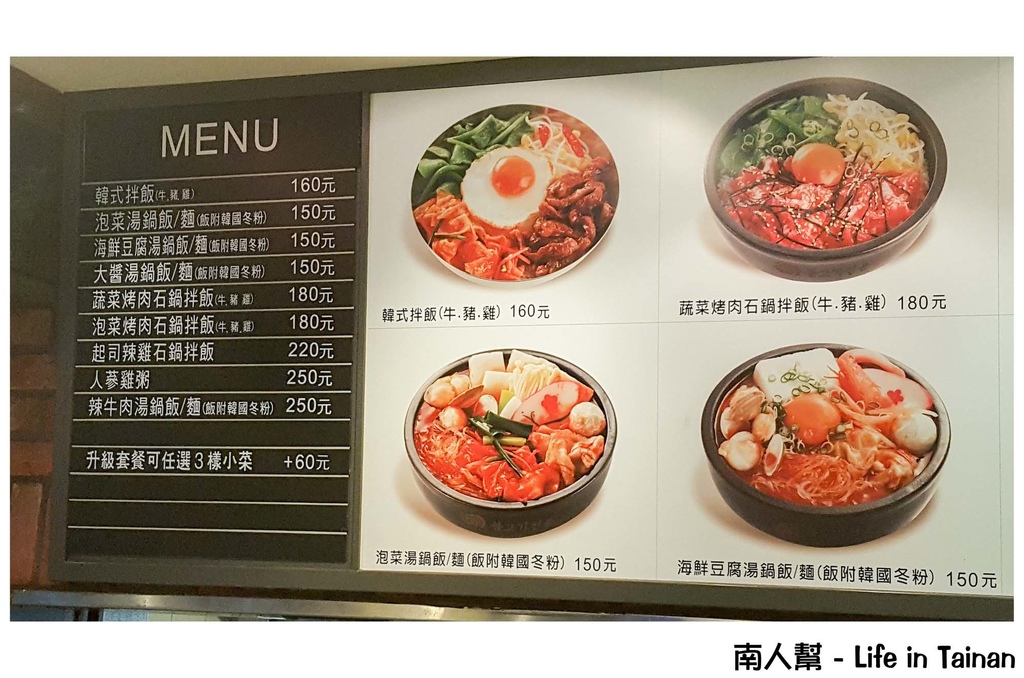 MENU
韓式拌飯(牛.豬.雞) 160元
泡菜湯鍋飯/麵(飯附韓國冬粉) 150元
海鮮豆腐湯鍋飯/麵(飯附韓國冬粉) 150元
大醬湯鍋飯/麵(飯附韓國冬粉) 150元
蔬菜烤肉石鍋拌飯(牛.豬.雞) 180元
泡菜烤肉石鍋拌飯(牛.豬.雞) 180元
起司辣雞石鍋拌飯 220元
人蔘雞粥 250元
辣牛肉湯鍋飯/麵(飯附韓國冬粉) 250元
升級套餐可任選3樣小菜 +60元
韓式拌飯(牛.豬.雞) 160元
蔬菜烤肉石鍋拌飯(牛.豬.雞) 180元
泡菜湯鍋飯/麵(飯附韓國冬粉) 150元
海鮮豆腐湯鍋飯/麵(飯附韓國冬粉) 150元
南人幫 - Life in Tainan